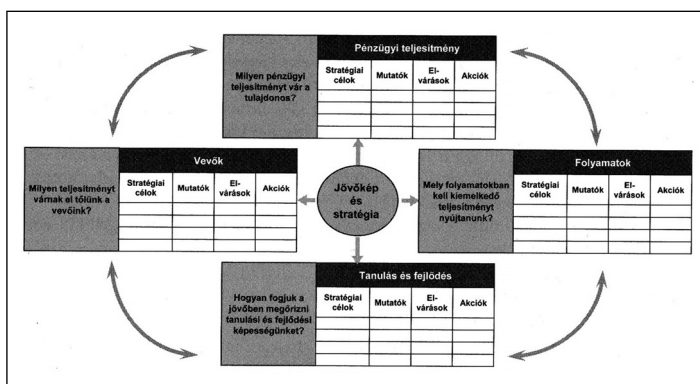 Pénzügyi teljesítmény
Milyen pénzügyi
teljesítményt vár a
tulajdonos?
Stratégiai
célok
Mutatók
El-
várások
Akciók
Vevők
Milyen teljesítményt
várnak el tőlünk a
vevőink?
Stratégiai
célok
Mutatók
El-
várások
Akciók
Jövőkép
és
stratégia
Folyamatok
Mely folyamatokban
kell kiemelkedő
teljesítményt
nyújtanunk?
Stratégiai
célok
Mutatók
El-
várások
Akciók
Tanulás és fejlődés
Hogyan fogjuk a
jövőben megőrizni
tanulási és fejlődési
képességünket?
Stratégiai
célok
Mutatók
El-
várások
Akciók